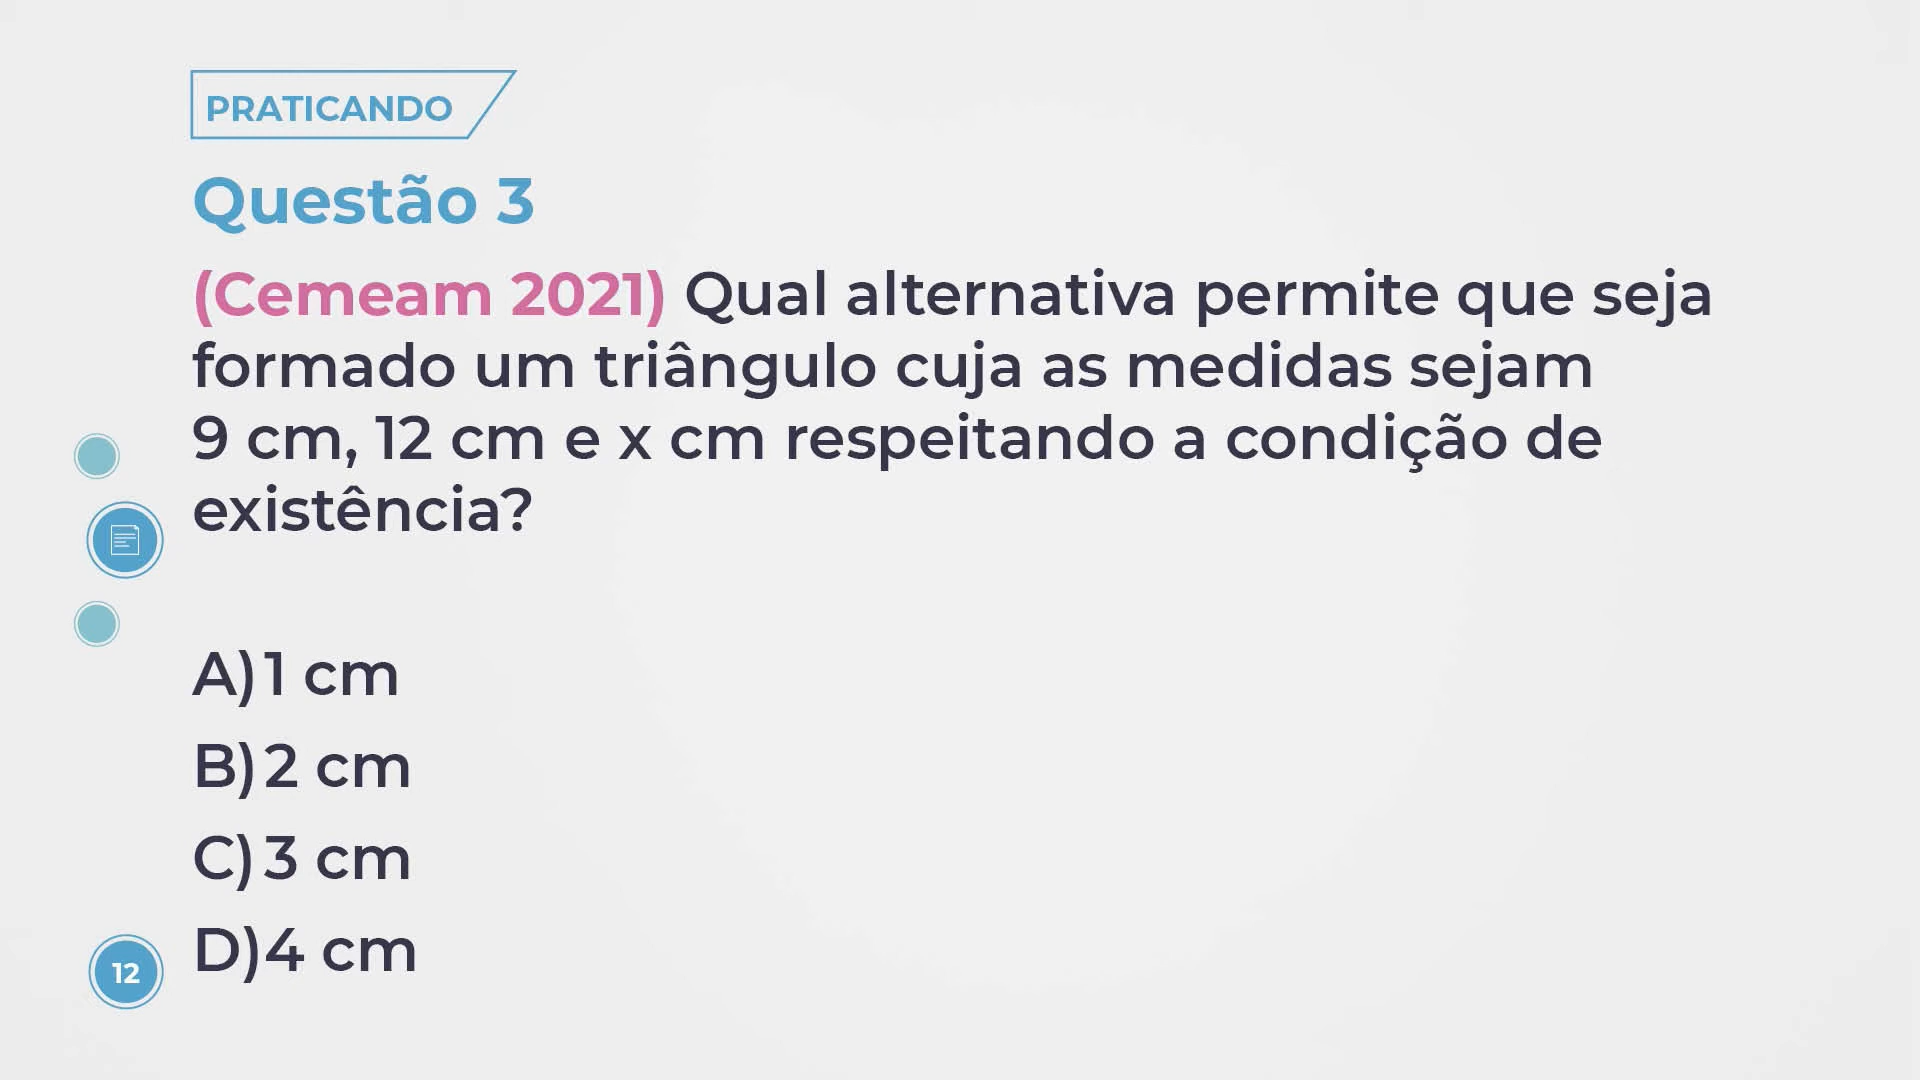 PRATICANDO
Questão 3
(Cemeam 2021) Qual alternativa permite que seja
formado um triângulo cuja as medidas sejam
9 cm, 12 cm e x cm respeitando a condição de
existência?
A) 1 cm
B) 2 cm
C) 3 cm
D) 4 cm
12